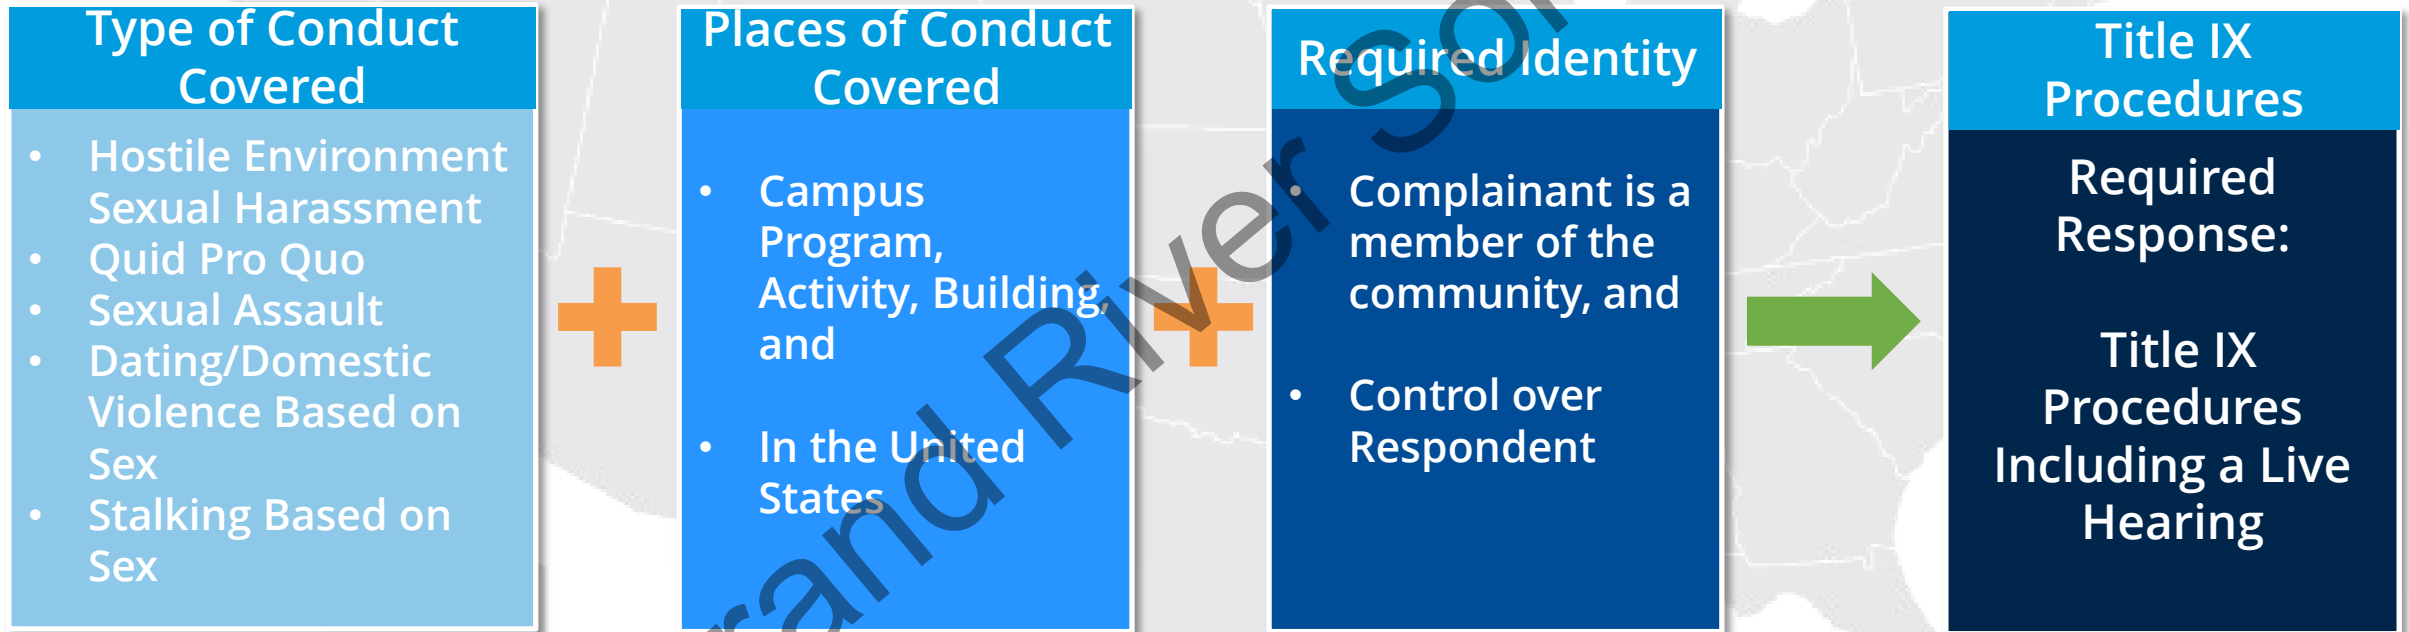 Type of Conduct
Covered
• Hostile Environment
Sexual Harassment
• Quid Pro Quo
• Sexual Assault
• Dating/Domestic
Violence Based on
Sex
• Stalking Based on
Sex
Places of Conduct
Covered
• Campus
Program,
Activity, Building,
and
• In the United
States
Required Identity
• Complainant is a
member of the
community, and
• Control over
Respondent
Title IX
Procedures
Required
Response:
Title IX
Procedures
Including a Live
Hearing
rand River Sol